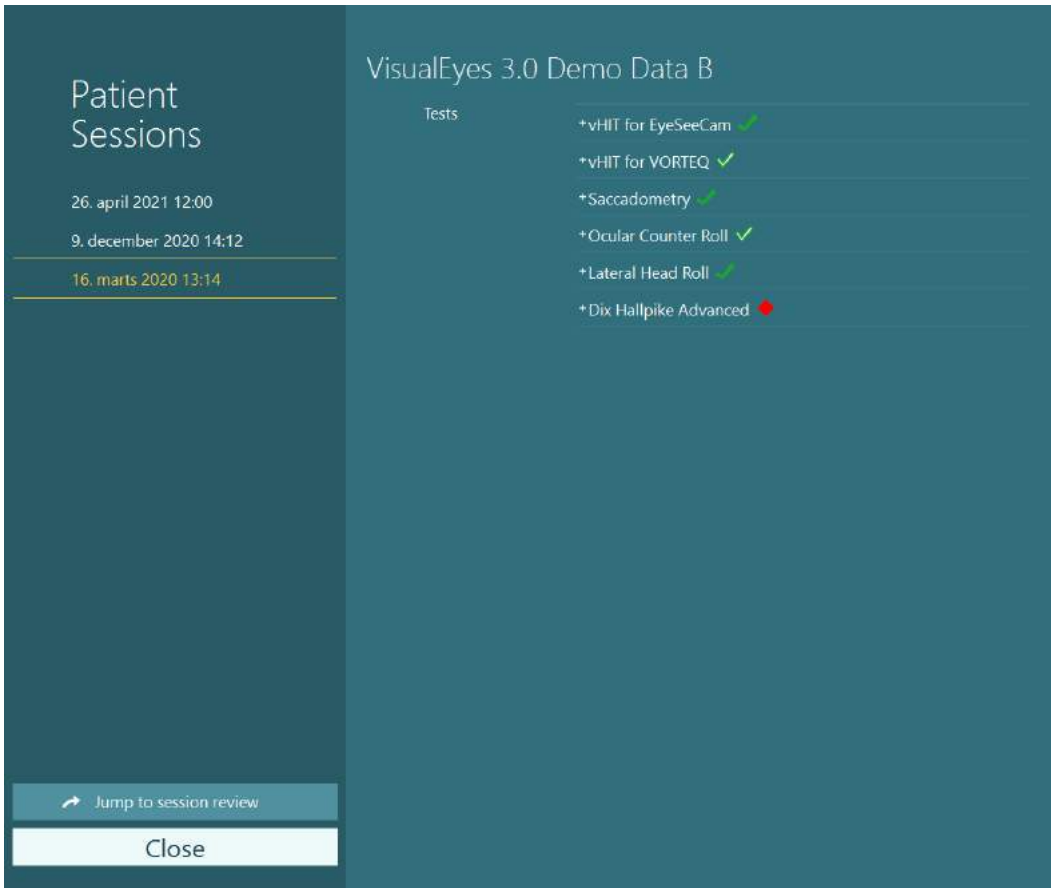 Patient
Sessions
26. april 2021 12:00
9. december 2020 14:12
16. marts 2020 13:14
Jump to session review
Close
VisualEyes 3.0 Demo Data B
Tests
+vHIT for EyeSeeCam
+vHIT for VORTEQ
+Saccadometry
+Ocular Counter Roll
+Lateral Head Roll
+Dix Hallpike Advanced